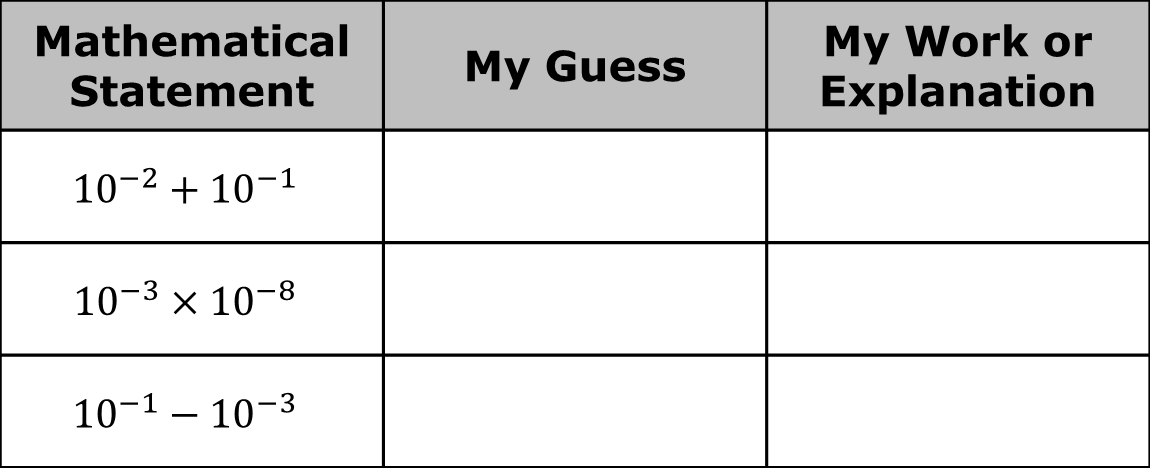 Mathematical
Statement
My Guess
My Work or
Explanation
10⁻² + 10⁻¹
10⁻³ × 10⁻⁸
10⁻¹ − 10⁻³